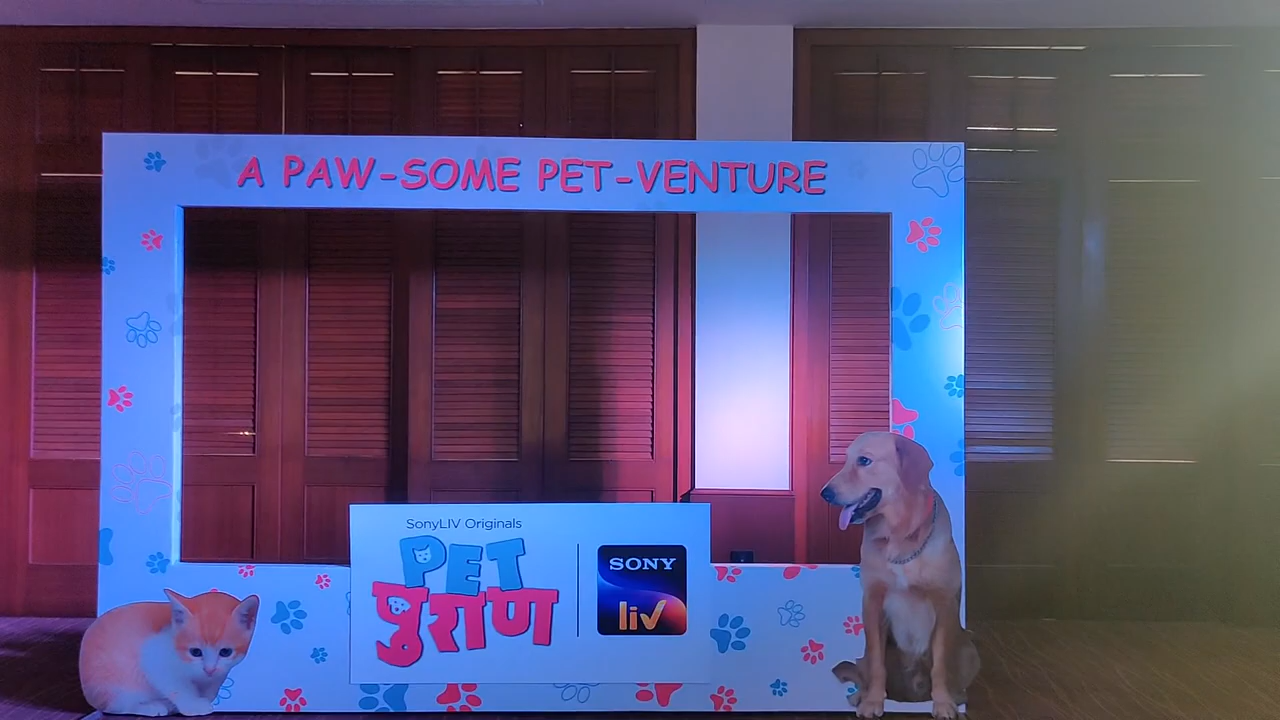 A PAW-SOME PET-VENTURE
SonyLIV Originals
PET
पुराण
SONY
liv